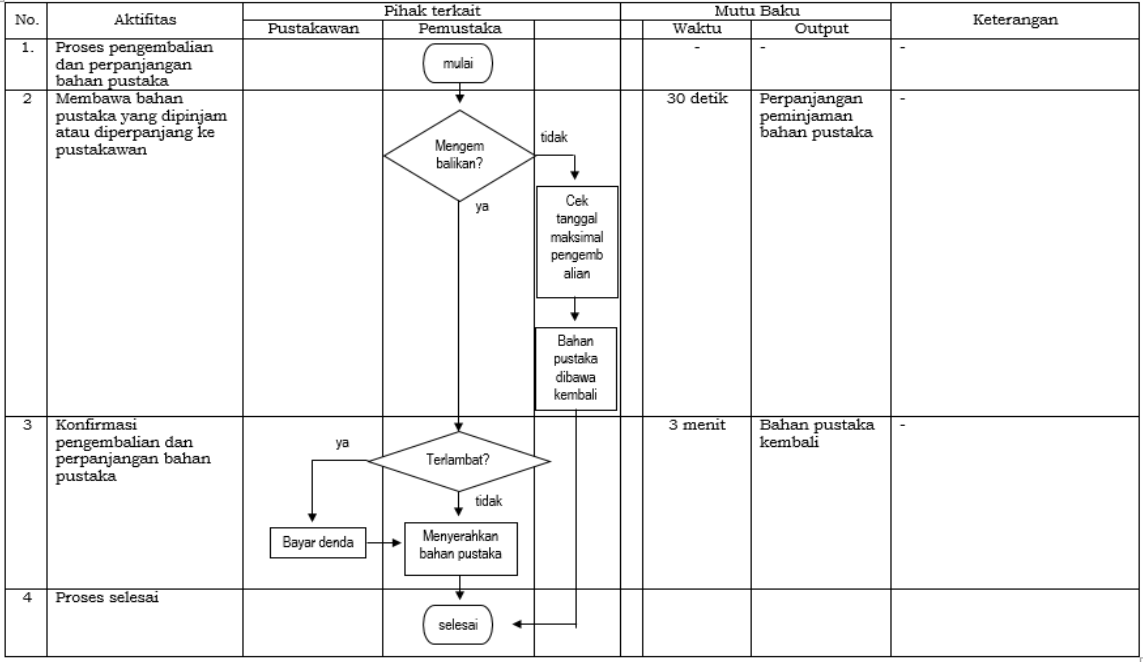 No.
Aktifitas
Pihak terkait
Mutu Baku
Keterangan
Pustakawan
Pemustaka
Waktu
Output
1.
Proses pengembalian
dan perpanjangan
bahan pustaka
mulai
-
-
-
2
Membawa bahan
pustaka yang dipinjam
atau diperpanjang ke
pustakawan
Mengem
balikan?
tidak
ya
Cek
tanggal
maksimal
pengemb
alian
Bahan
pustaka
dibawa
kembali
30 detik
Perpanjangan
peminjaman
bahan pustaka
-
3
Konfirmasi
pengembalian dan
perpanjangan bahan
pustaka
ya
Terlambat?
tidak
Bayar denda
Menyerahkan
bahan pustaka
3 menit
Bahan pustaka
kembali
-
4
Proses selesai
selesai